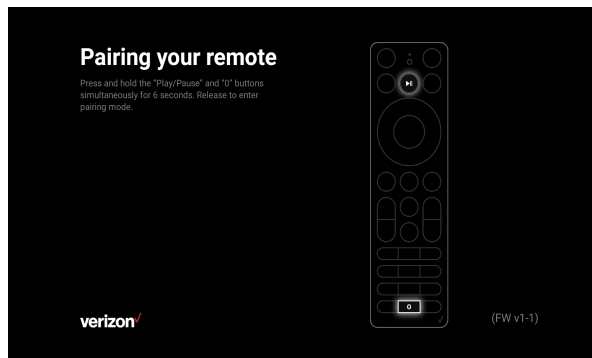 Pairing your remote
Press and hold the "Play/Pause" and "0" buttons
simultaneously for 6 seconds. Release to enter
pairing mode.
0
verizon
(FW v1-1)